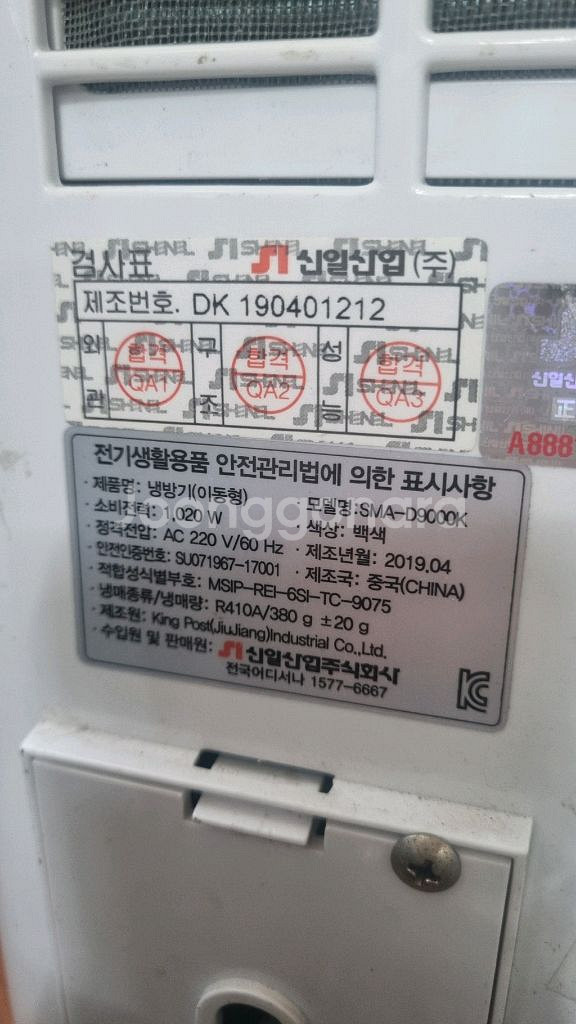 검사표 SI 신일산업 (주)
제조번호. DK 190401212
외관 합격 QA1 구조 합격 QA2 성능 합격 QA3
신일산
A888
전기생활용품 안전관리법에 의한 표시사항
· 제품명: 냉방기(이동형) · 모델명:SMA-D9000K
· 소비전력: 1,020 W · 색상: 백색
· 정격전압: AC 220 V/60 Hz · 제조년월: 2019.04
· 안전인증번호: SU071967-17001 · 제조국: 중국(CHINA)
· 적합성식별부호: MSIP-REI-6SI-TC-9075
· 냉매종류/냉매량: R410A/380 g ±20 g
· 제조원: King Post(JiuJiang)Industrial Co.,Ltd.
· 수입원 및 판매원: SI 신일산업주식회사
전국어디서나 1577-6667
joonggonara